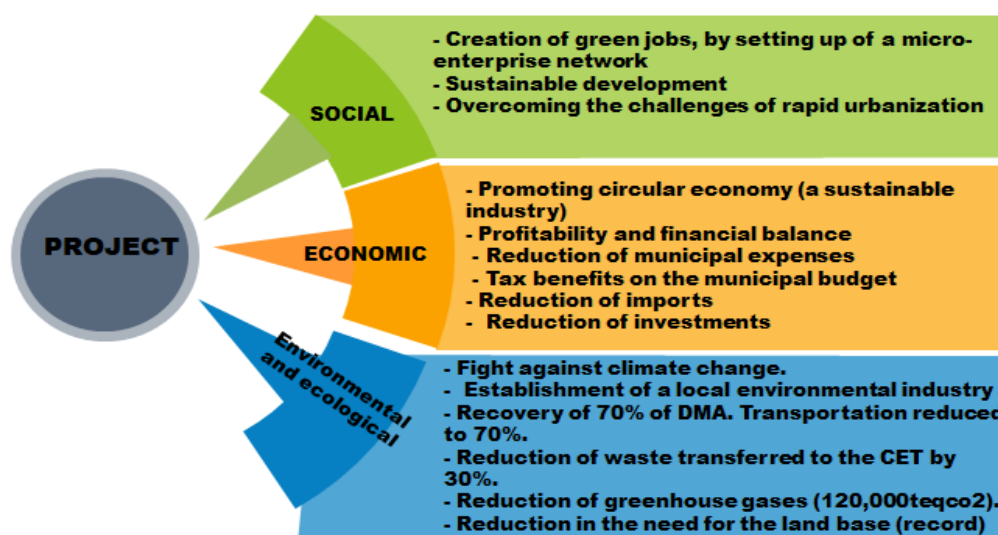 PROJECT
SOCIAL
- Creation of green jobs, by setting up of a micro-
enterprise network
- Sustainable development
- Overcoming the challenges of rapid urbanization
ECONOMIC
- Promoting circular economy (a sustainable
industry)
- Profitability and financial balance
- Reduction of municipal expenses
- Tax benefits on the municipal budget
- Reduction of imports
- Reduction of investments
Environmental
and ecological
- Fight against climate change.
- Establishment of a local environmental industry
- Recovery of 70% of DMA. Transportation reduced
to 70%.
- Reduction of waste transferred to the CET by
30%.
- Reduction of greenhouse gases (120,000teqco2).
- Reduction in the need for the land base (record)